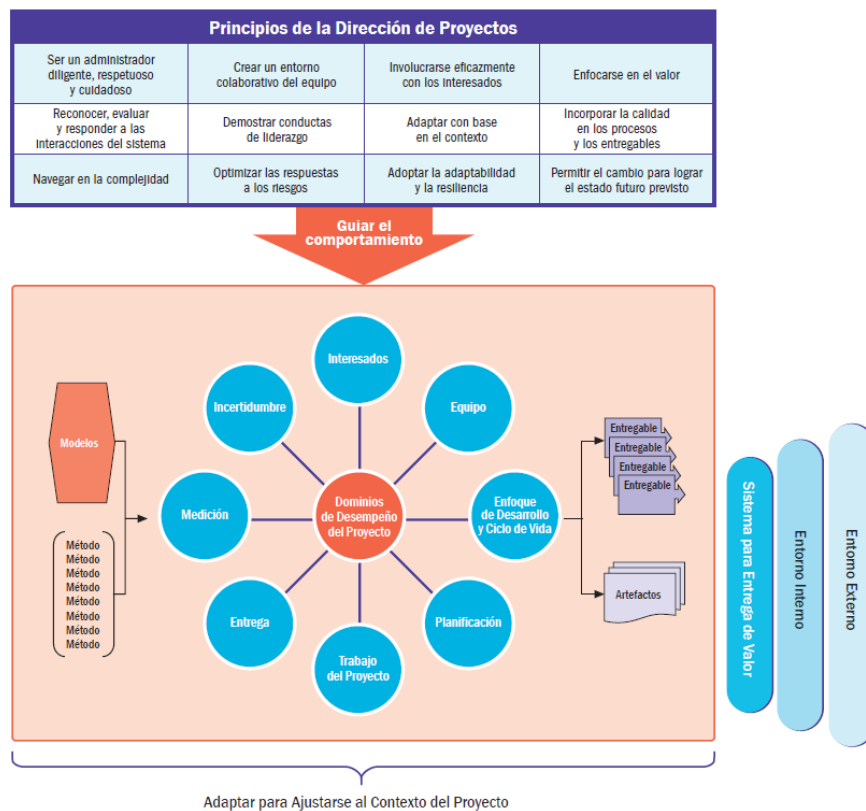 Principios de la Dirección de Proyectos
Ser un administrador
diligente, respetuoso
y cuidadoso
Crear un entorno
colaborativo del equipo
Involucrarse eficazmente
con los interesados
Enfocarse en el valor
Reconocer, evaluar
y responder a las
interacciones del sistema
Demostrar conductas
de liderazgo
Adaptar con base
en el contexto
Incorporar la calidad
en los procesos
y los entregables
Navegar en la complejidad
Optimizar las respuestas
a los riesgos
Adoptar la adaptabilidad
y la resiliencia
Permitir el cambio para lograr
el estado futuro previsto
Guiar el
comportamiento
Interesados
Incertidumbre
Equipo
Modelos
Medición
Dominios
de Desempeño
del Proyecto
Enfoque
de Desarrollo
y Ciclo de Vida
Entregable
Entregable
Entregable
Entregable
Método
Método
Método
Método
Método
Método
Método
Método
Entrega
Planificación
Artefactos
Trabajo
del Proyecto
Sistema para Entrega de Valor
Entorno Interno
Entorno Externo
Adaptar para Ajustarse al Contexto del Proyecto